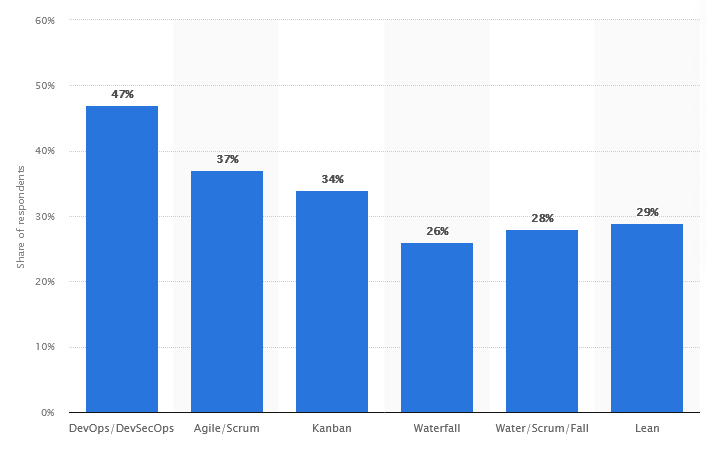 60%
50%
40%
30%
20%
10%
0%
Share of respondents
47%
37%
34%
26%
28%
29%
DevOps/DevSecOps
Agile/Scrum
Kanban
Waterfall
Water/Scrum/Fall
Lean